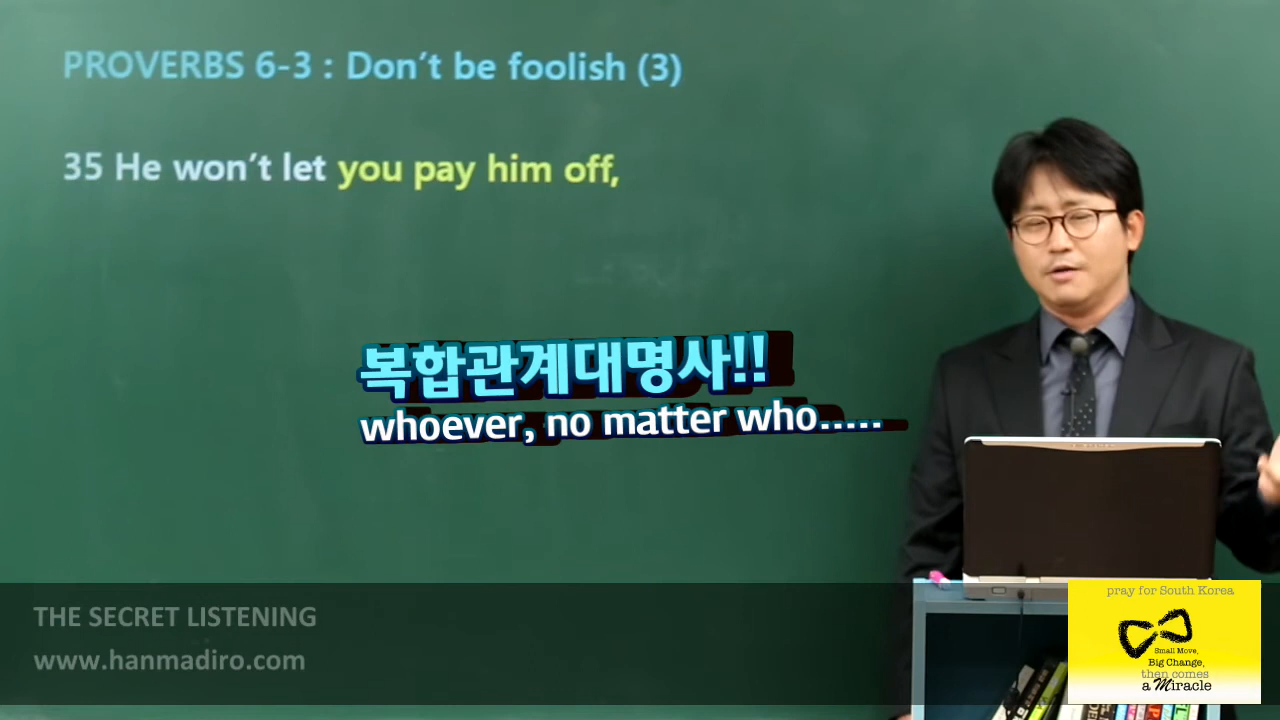 PROVERBS 6-3 : Don't be foolish (3)
35 He won't let you pay him off,
복합관계대명사!!
whoever, no matter who.....
THE SECRET LISTENING
www.hanmadiro.com
pray for South Korea
Small Move,
Big Change,
then comes
a Miracle